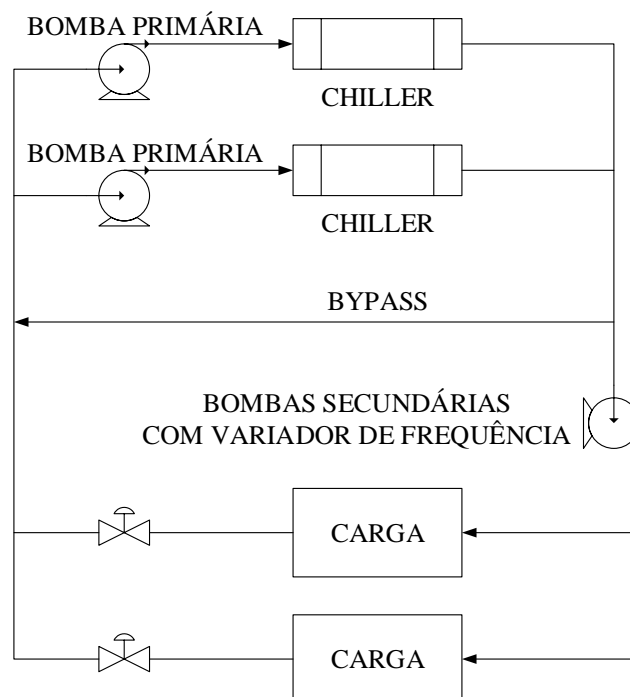 BOMBA PRIMÁRIA
CHILLER
BOMBA PRIMÁRIA
CHILLER
BYPASS
BOMBAS SECUNDÁRIAS
COM VARIADOR DE FREQUÊNCIA
CARGA
CARGA